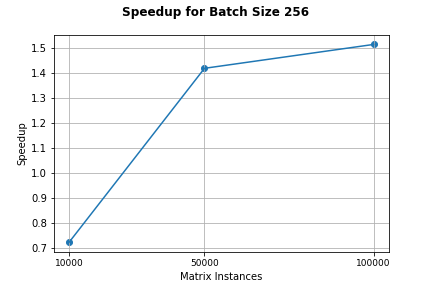 Speedup for Batch Size 256
1.5
1.4
1.3
1.2
1.1
1.0
0.9
0.8
0.7
Speedup
10000 50000 100000
Matrix Instances